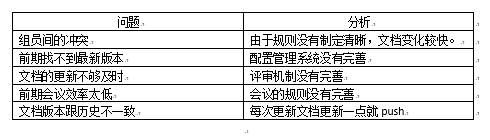 问题 分析
组员间的冲突 由于规则没有制定清晰，文档变化较快。
前期找不到最新版本 配置管理系统没有完善
文档的更新不够及时 评审机制没有完善
前期会议效率太低 会议的规则没有完善
文档版本跟历史不一致 每次更新文档更新一点就 push